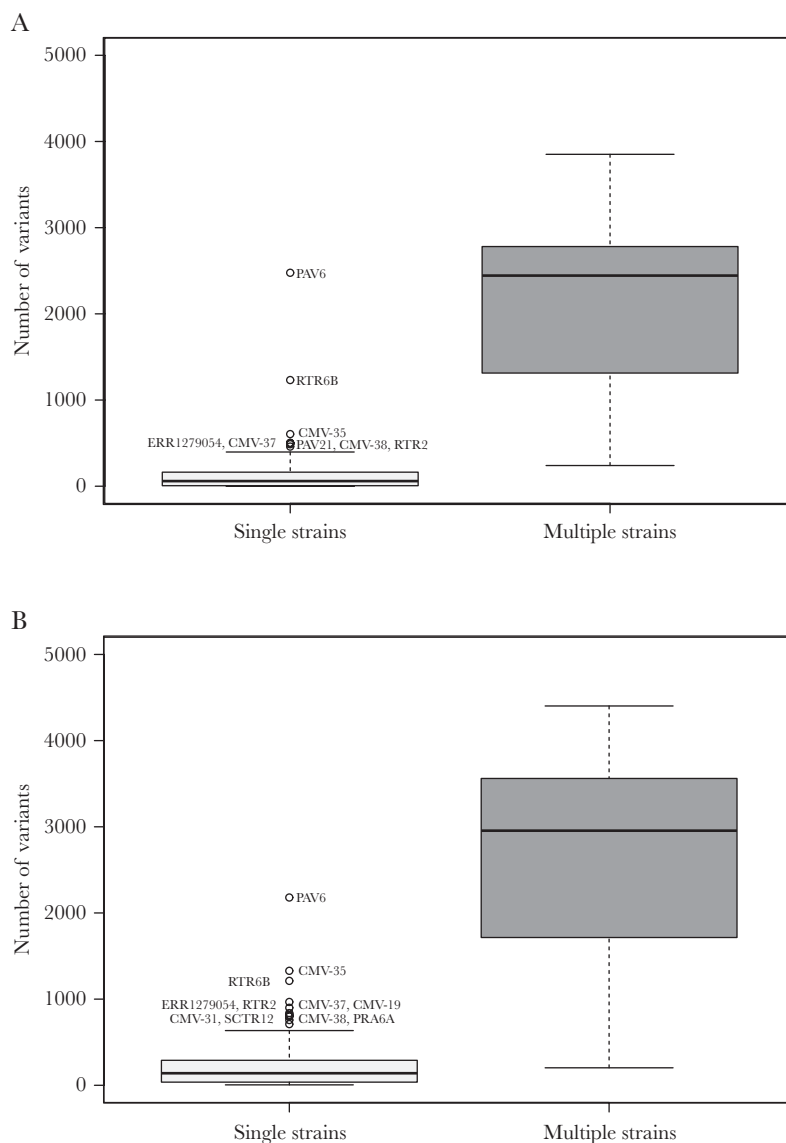 A
5000
4000
3000
2000
1000
0
Number of variants
PAV6
RTR6B
CMV-35
ERR1279054, CMV-37
PAV21, CMV-38, RTR2
Single strains
Multiple strains
B
5000
4000
3000
2000
1000
0
Number of variants
PAV6
CMV-35
RTR6B
ERR1279054, RTR2
CMV-37, CMV-19
CMV-31, SCTR12
CMV-38, PRA6A
Single strains
Multiple strains